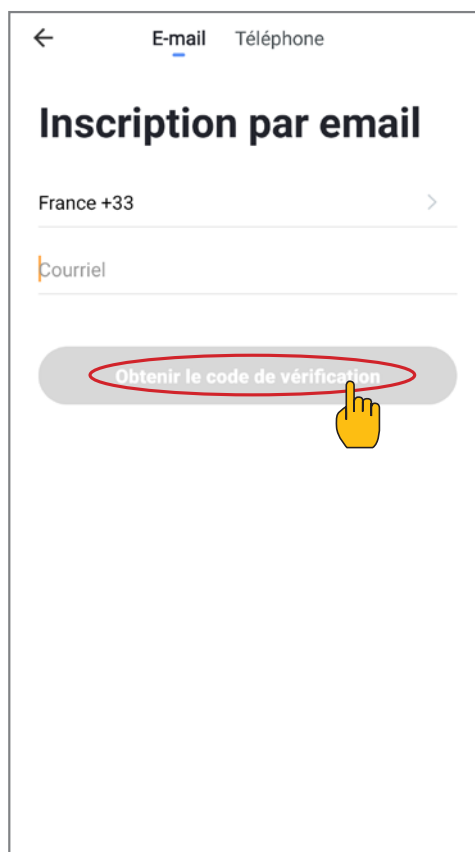 E-mail Téléphone
Inscription par email
France +33
Courriel
Obtenir le code de vérification